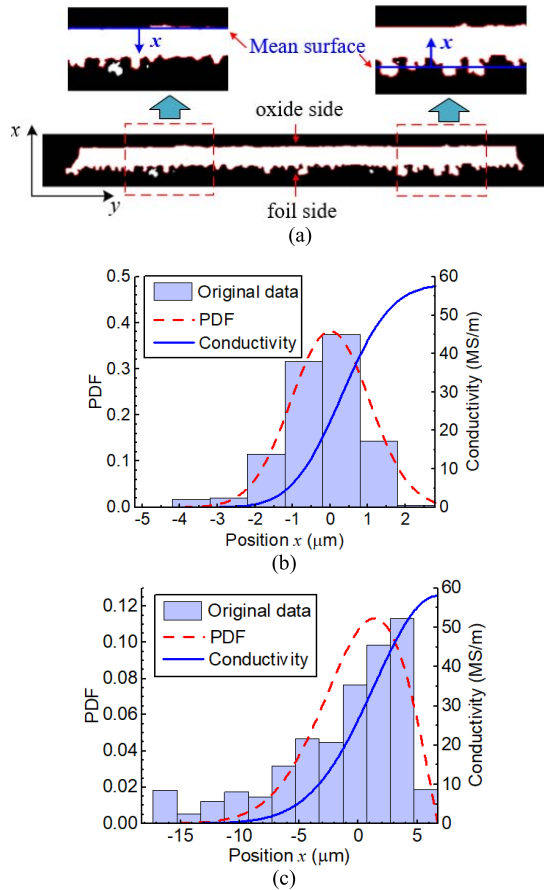 x
Mean surface
x
oxide side
x
y
foil side
(a)
0.5
0.4
0.3
0.2
0.1
0.0
PDF
Original data
PDF
Conductivity
60
50
40
30
20
10
0
Conductivity (MS/m)
-5 -4 -3 -2 -1 0 1 2
Position x (μm)
(b)
0.12
0.10
0.08
0.06
0.04
0.02
0.00
PDF
Original data
PDF
Conductivity
60
50
40
30
20
10
0
Conductivity (MS/m)
-15 -10 -5 0 5
Position x (μm)
(c)